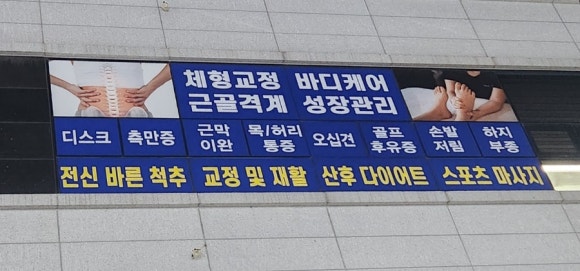 체형교정 바디케어
근골격계 성장관리
디스크 측만증 근막이완 목/허리통증 오십견 골프후유증 손발저림 하지부종
전신 바른 척추 교정 및 재활 산후 다이어트 스포츠 마사지